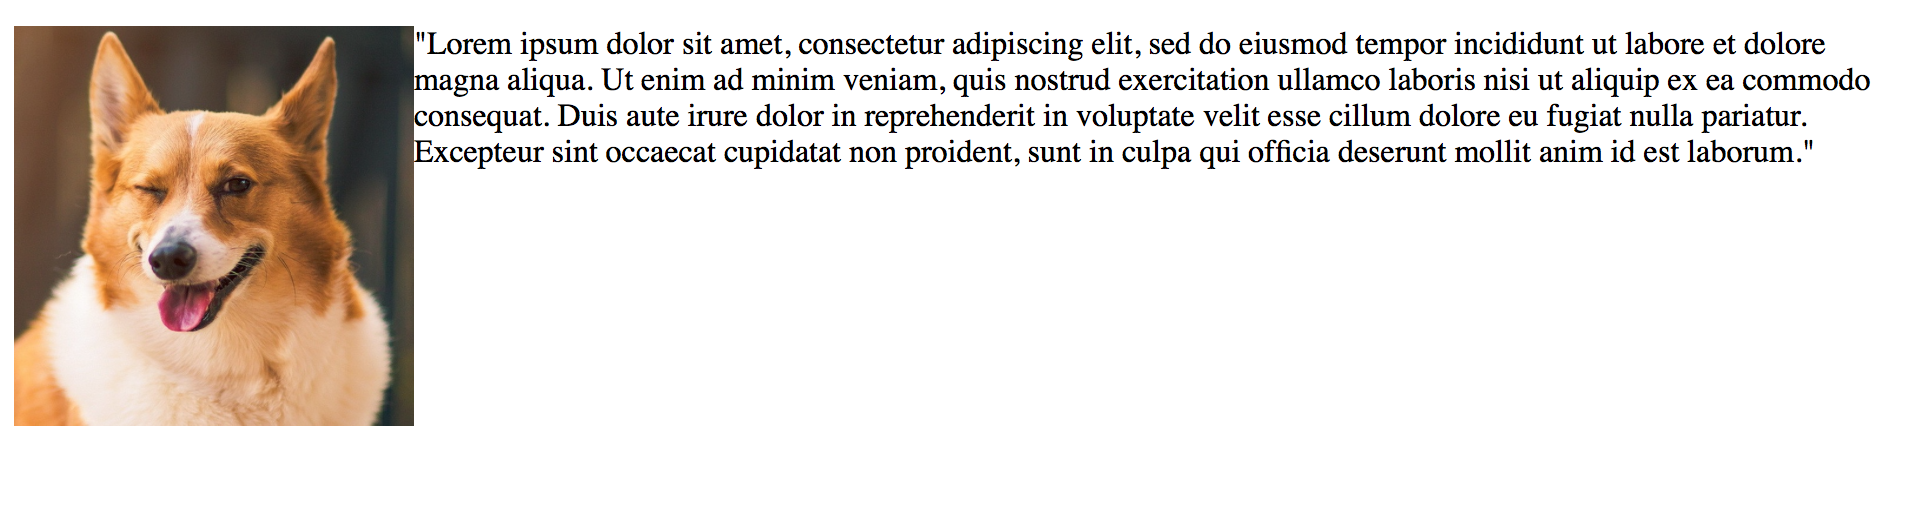 "Lorem ipsum dolor sit amet, consectetur adipiscing elit, sed do eiusmod tempor incididunt ut labore et dolore
magna aliqua. Ut enim ad minim veniam, quis nostrud exercitation ullamco laboris nisi ut aliquip ex ea commodo
consequat. Duis aute irure dolor in reprehenderit in voluptate velit esse cillum dolore eu fugiat nulla pariatur.
Excepteur sint occaecat cupidatat non proident, sunt in culpa qui officia deserunt mollit anim id est laborum."